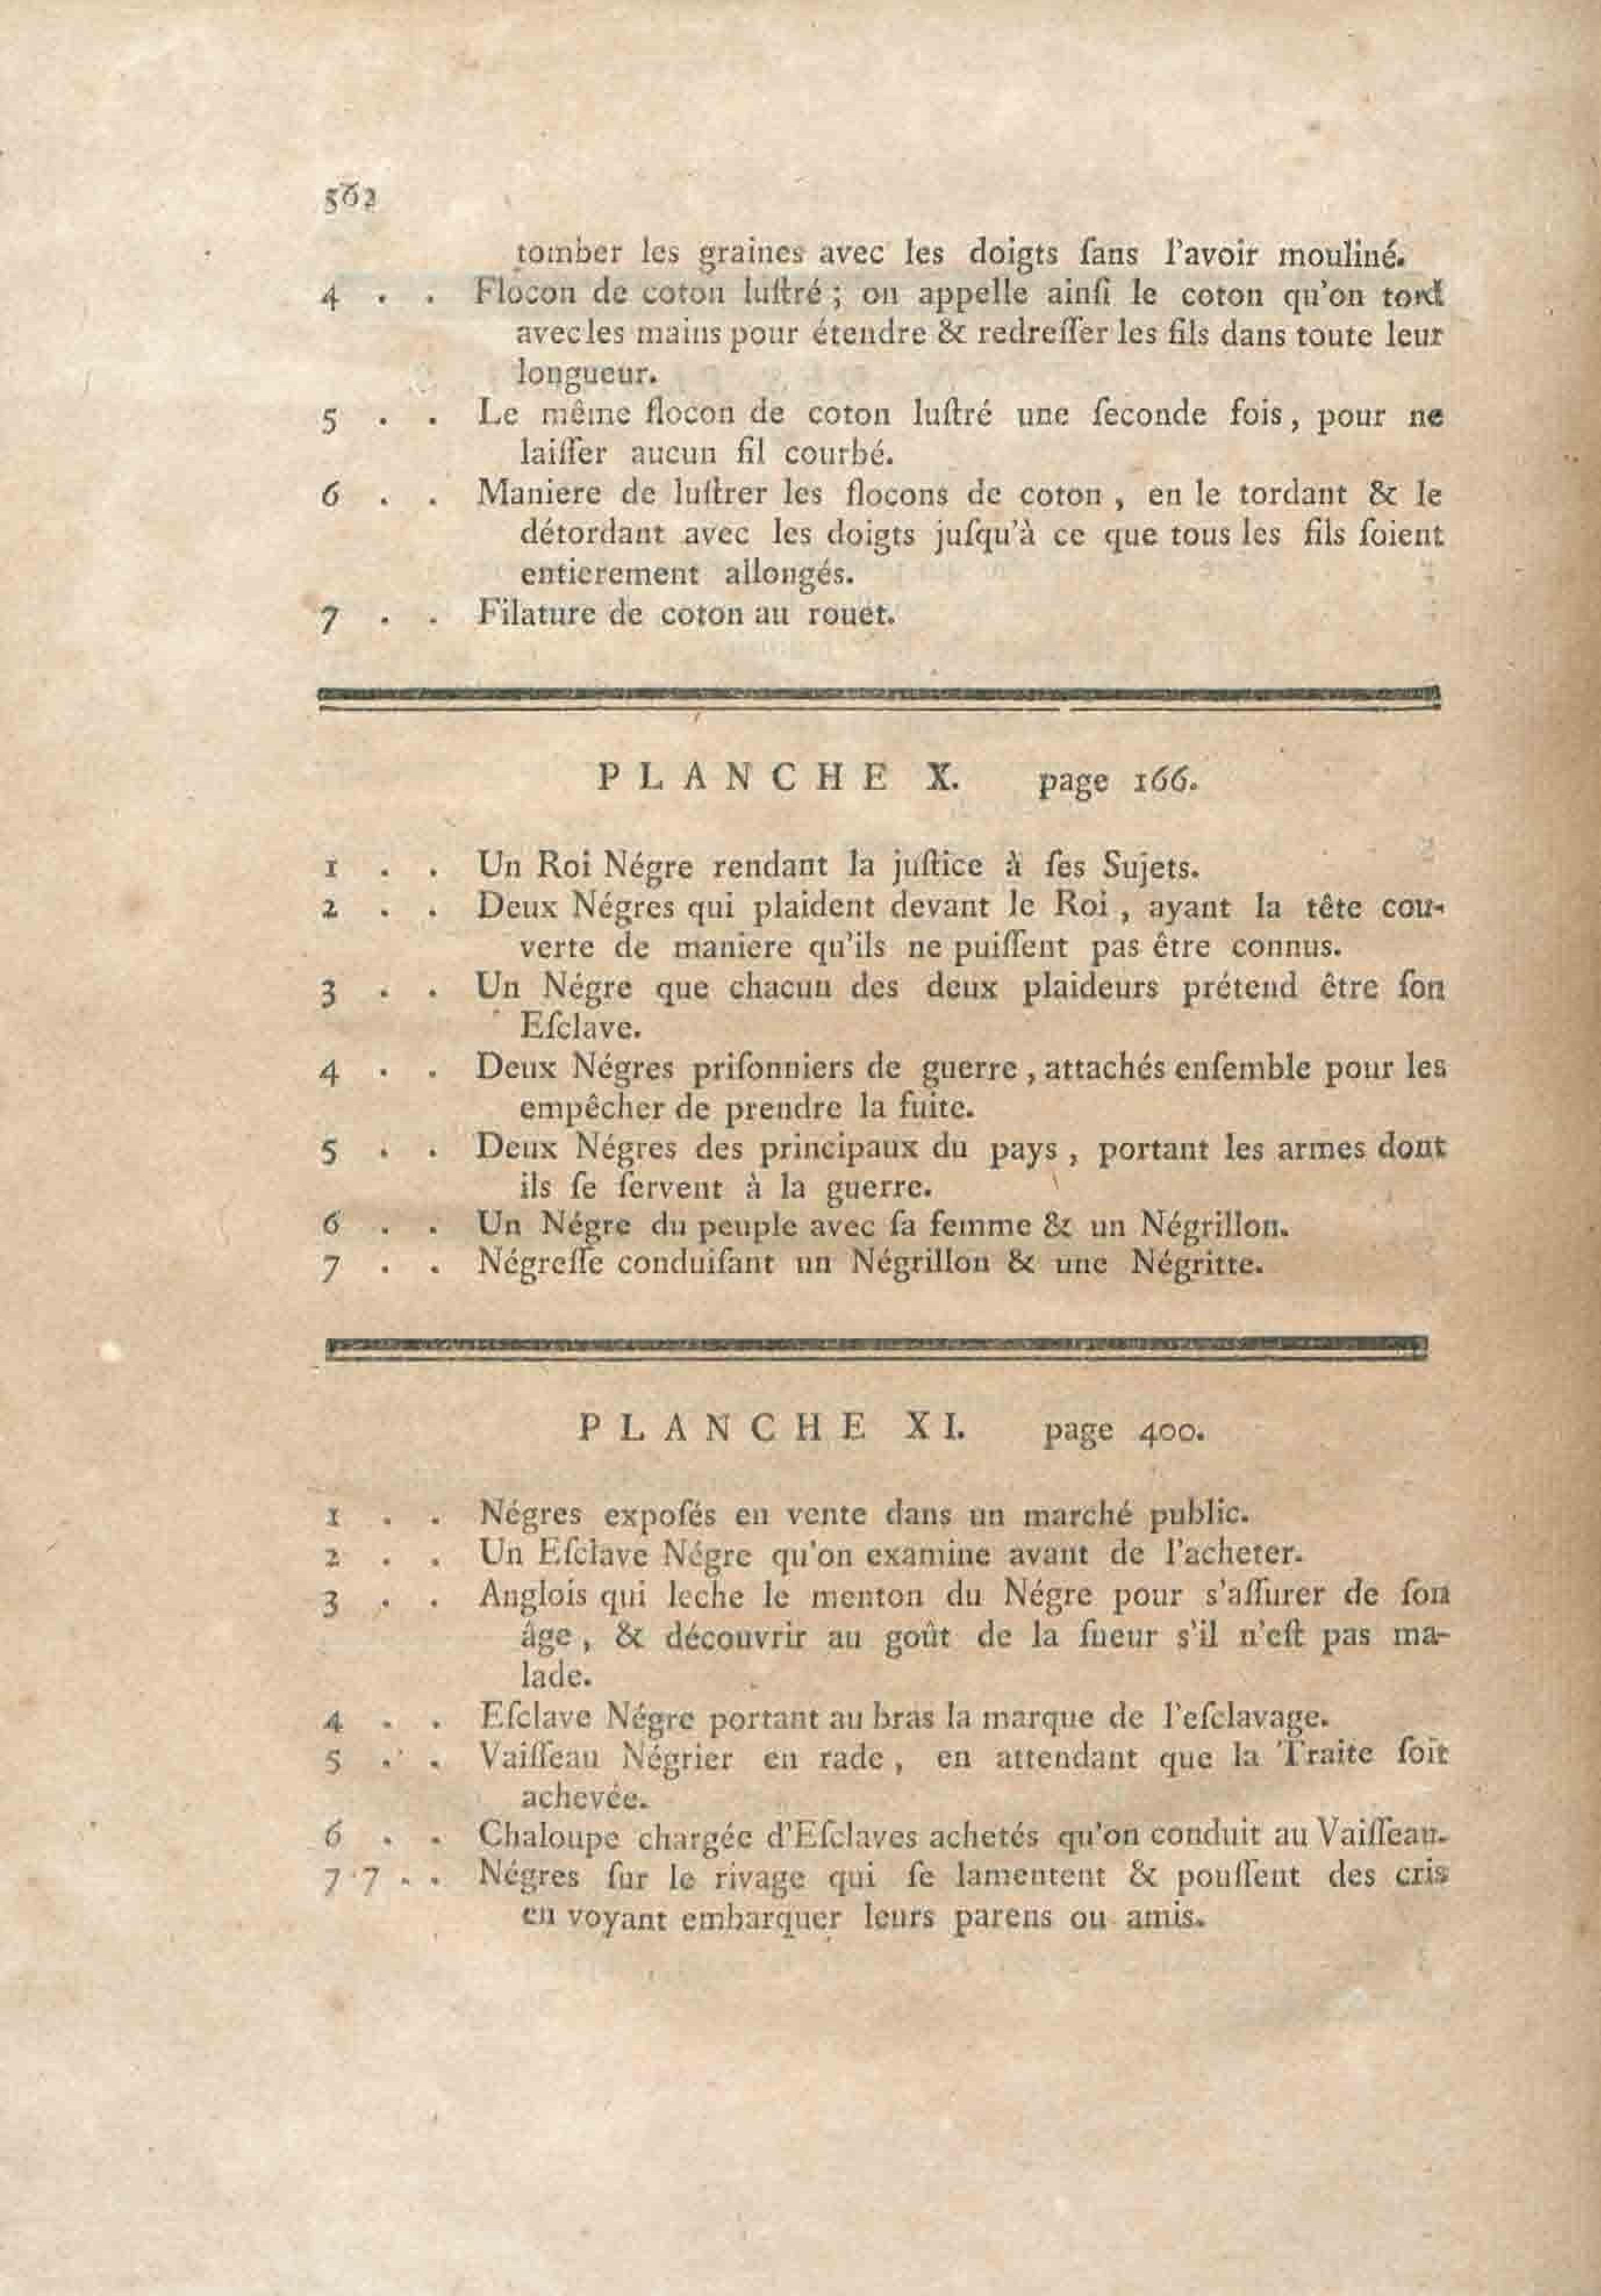 502
tomber les graines avec les doigts ſans l'avoir mouliné.
4 . . Flocon de coton luſtré ; on appelle ainſi le coton qu'on tord
avec les mains pour étendre & redreſſer les fils dans toute leur
longueur.
5 . . Le même flocon de coton luſtré une ſeconde fois, pour ne
laiſſer aucun fil courbé.
6 . . Maniere de luſtrer les flocons de coton , en le tordant & le
détordant avec les doigts juſqu'à ce que tous les fils ſoient
entierement allongés.
7 . . Filature de coton au rouet.
PLANCHE X. page 166.
1 . . Un Roi Négre rendant la juſtice à ſes Sujets.
2 . . Deux Négres qui plaident devant le Roi , ayant la tête cou-
verte de maniere qu'ils ne puiſſent pas être connus.
3 . . Un Négre que chacun des deux plaideurs prétend être ſon
Eſclave.
4 . . Deux Négres priſonniers de guerre , attachés enſemble pour les
empêcher de prendre la fuite.
5 . . Deux Négres des principaux du pays , portant les armes dont
ils ſe ſervent à la guerre.
6 . . Un Négre du peuple avec ſa femme & un Négrillon.
7 . . Négreſſe conduiſant un Négrillon & une Négritte.
PLANCHE XI. page 400.
1 . . Négres expoſés en vente dans un marché public.
2 . . Un Eſclave Négre qu'on examine avant de l'acheter.
3 . . Anglois qui leche le menton du Négre pour s'aſſurer de ſon
âge , & découvrir au goût de la ſueur s'il n'eſt pas ma-
lade.
4 . . Eſclave Négre portant au bras la marque de l'eſclavage.
5 . . Vaiſſeau Négrier en rade , en attendant que la Traite ſoit
achevée.
6 . . Chaloupe chargée d'Eſclaves achetés qu'on conduit au Vaiſſeau.
7 7 . . Négres ſur le rivage qui ſe lamentent & pouſſent des cris
en voyant embarquer leurs parens ou amis.